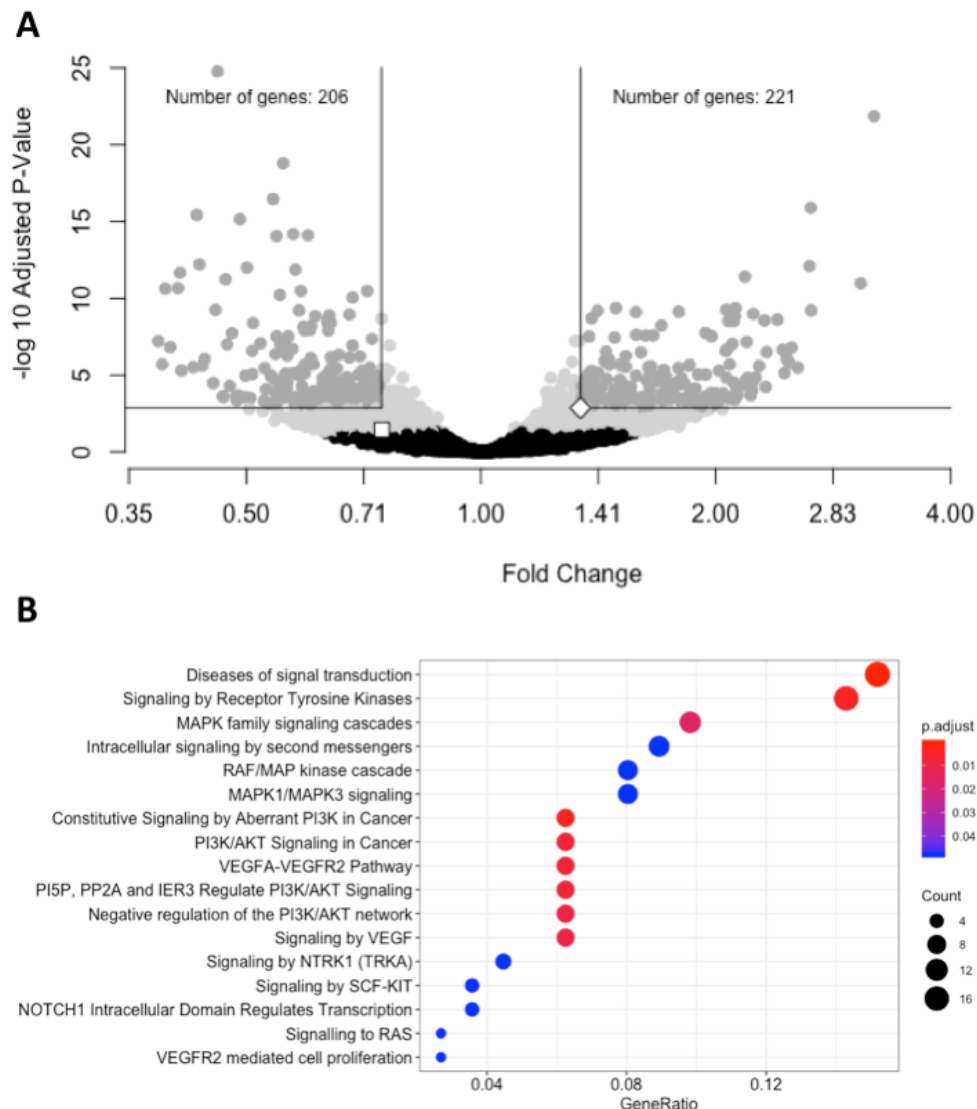 A
-log 10 Adjusted P-Value
25
20
15
10
5
0
Number of genes: 206
Number of genes: 221
0.35 0.50 0.71 1.00 1.41 2.00 2.83 4.00
Fold Change
B
Diseases of signal transduction
Signaling by Receptor Tyrosine Kinases
MAPK family signaling cascades
Intracellular signaling by second messengers
RAF/MAP kinase cascade
MAPK1/MAPK3 signaling
Constitutive Signaling by Aberrant PI3K in Cancer
PI3K/AKT Signaling in Cancer
VEGFA-VEGFR2 Pathway
PI5P, PP2A and IER3 Regulate PI3K/AKT Signaling
Negative regulation of the PI3K/AKT network
Signaling by VEGF
Signaling by NTRK1 (TRKA)
Signaling by SCF-KIT
NOTCH1 Intracellular Domain Regulates Transcription
Signalling to RAS
VEGFR2 mediated cell proliferation
0.04 0.08 0.12
GeneRatio
p.adjust
0.01
0.02
0.03
0.04
Count
4
8
12
16